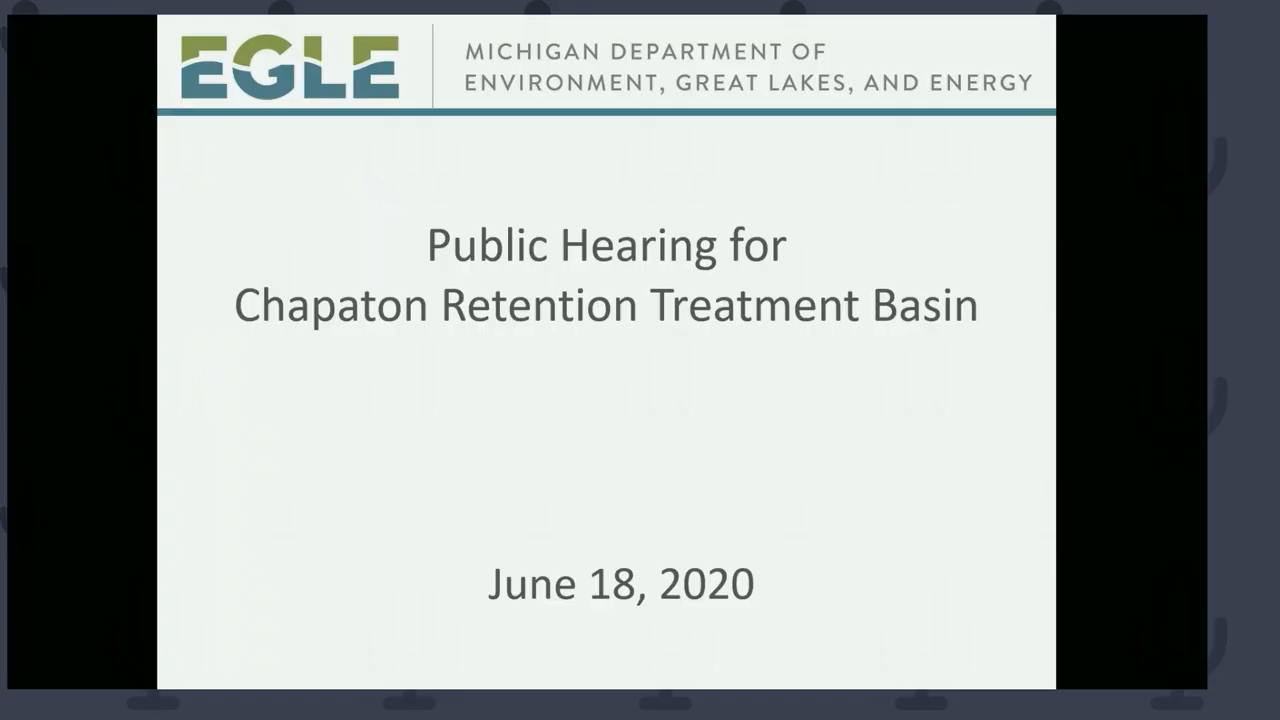 EGLE
MICHIGAN DEPARTMENT OF
ENVIRONMENT, GREAT LAKES, AND ENERGY
Public Hearing for
Chapaton Retention Treatment Basin
June 18, 2020